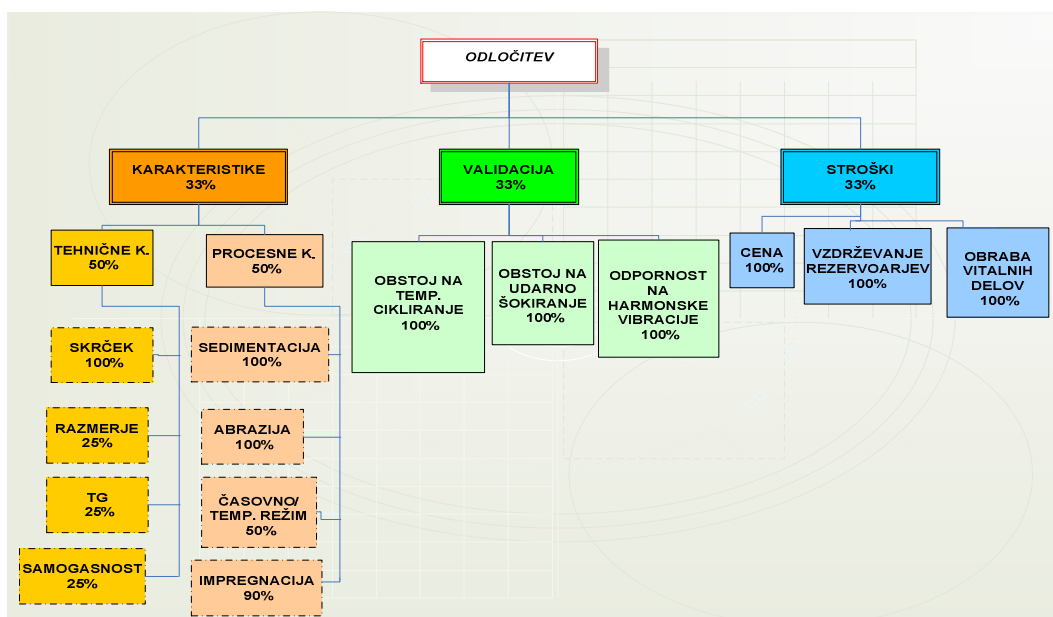 ODLOČITEV
KARAKTERISTIKE
33%
VALIDACIJA
33%
STROŠKI
33%
TEHNIČNE K.
50%
PROCESNE K.
50%
OBSTOJ NA
TEMP.
CIKLIRANJE
100%
OBSTOJ NA
UDARNO
ŠOKIRANJE
100%
ODPORNOST
NA
HARMONSKE
VIBRACIJE
100%
CENA
100%
VZDRŽEVANJE
REZERVOARJEV
100%
OBRABA
VITALNIH
DELOV
100%
SKRČEK
100%
SEDIMENTACIJA
100%
RAZMERJE
25%
ABRAZIJA
100%
TG
25%
ČASOVNO/
TEMP. REŽIM
50%
SAMOGASNOST
25%
IMPREGNACIJA
90%